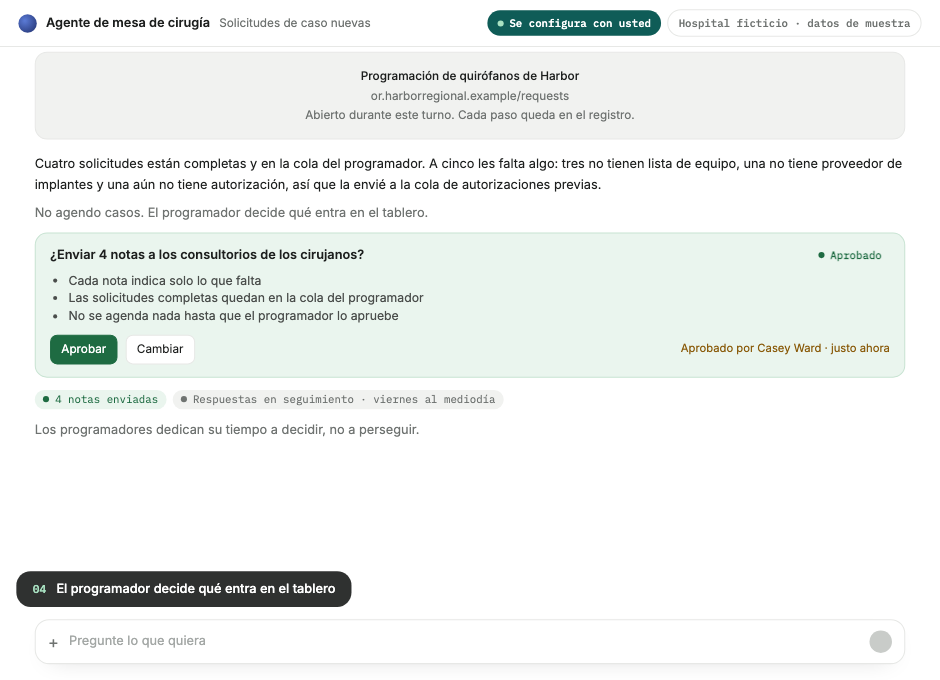 Agente de mesa de cirugía Solicitudes de caso nuevas
Se configura con usted
Hospital ficticio · datos de muestra
Programación de quirófanos de Harbor
or.harborregional.example/requests
Abierto durante este turno. Cada paso queda en el registro.
Cuatro solicitudes están completas y en la cola del programador. A cinco les falta algo: tres no tienen lista de equipo, una no tiene proveedor de
implantes y una aún no tiene autorización, así que la envié a la cola de autorizaciones previas.
No agendo casos. El programador decide qué entra en el tablero.
¿Enviar 4 notas a los consultorios de los cirujanos?
Aprobado
Cada nota indica solo lo que falta
Las solicitudes completas quedan en la cola del programador
No se agenda nada hasta que el programador lo apruebe
Aprobar
Cambiar
Aprobado por Casey Ward · justo ahora
4 notas enviadas
Respuestas en seguimiento · viernes al mediodía
Los programadores dedican su tiempo a decidir, no a perseguir.
04 El programador decide qué entra en el tablero
+ Pregunte lo que quiera